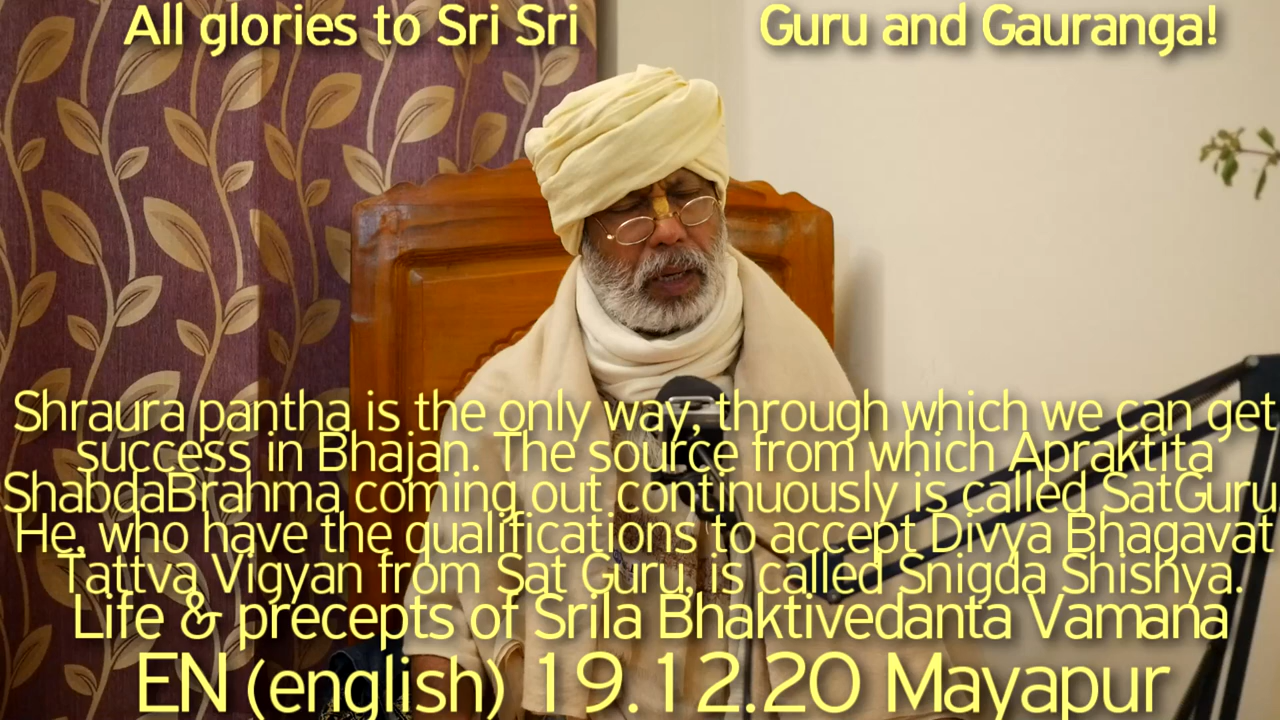 All glories to Sri Sri Guru and Gauranga!
Shraura pantha is the only way, through which we can get
success in Bhajan. The source from which Apraktita
ShabdaBrahma coming out continuously is called SatGuru
He, who have the qualifications to accept Divya Bhagavat
Tattva Vigyan from Sat Guru, is called Snigda Shishya.
Life & precepts of Srila Bhaktivedanta Vamana
EN (english) 19.12.20 Mayapur